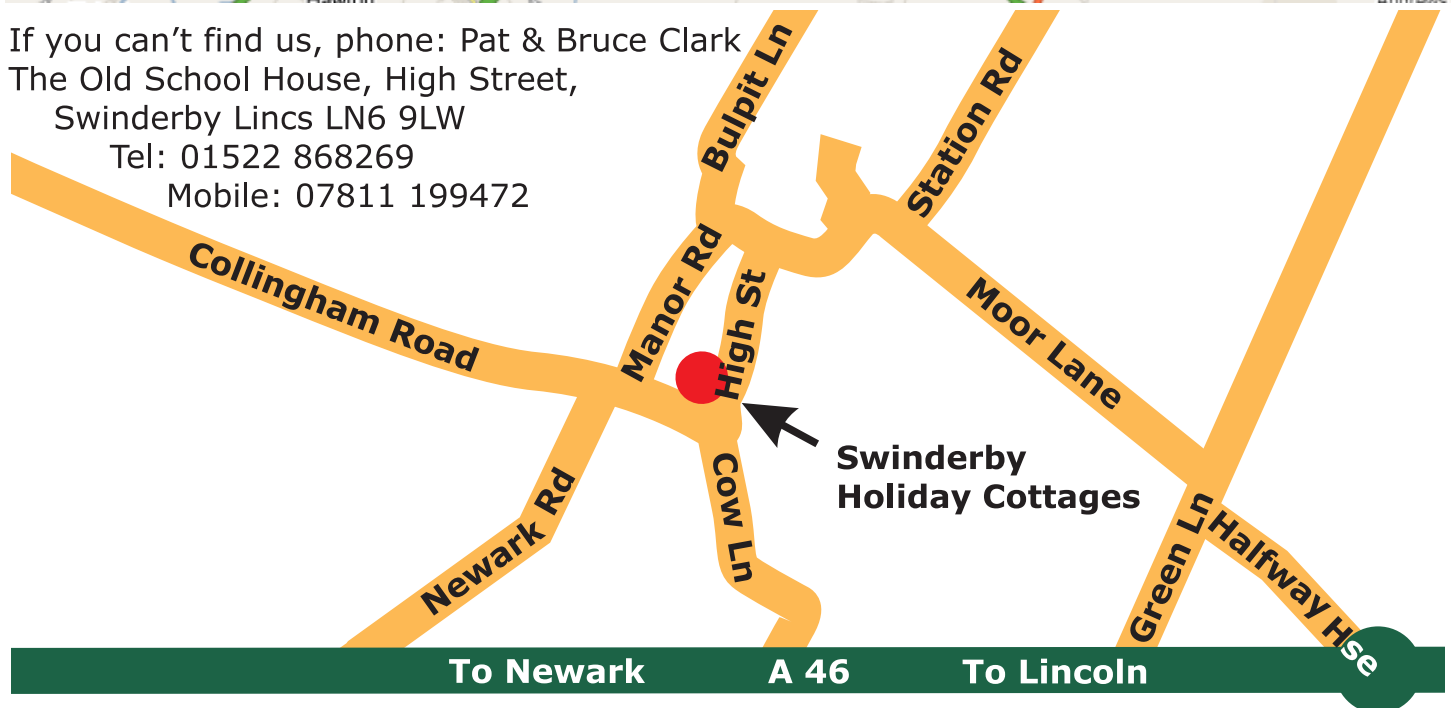 If you can’t find us, phone: Pat & Bruce Clark
The Old School House, High Street,
Swinderby Lincs LN6 9LW
Tel: 01522 868269
Mobile: 07811 199472
Bulpit Ln
Station Rd
Collingham Road
Manor Rd
High St
Moor Lane
Swinderby
Holiday Cottages
Cow Ln
Newark Rd
Green Ln
Halfway Hse
To Newark
A 46
To Lincoln